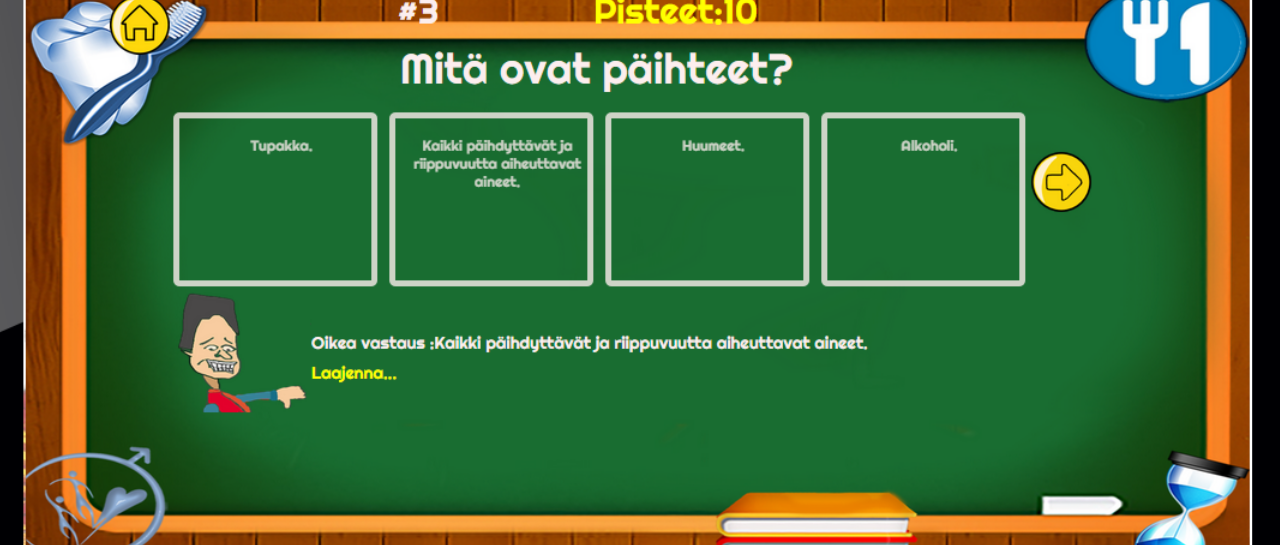 #3
Pisteet:10
Mitä ovat päihteet?
Tupakka.
Kaikki päihdyttävät ja
riippuvuutta aiheuttavat
aineet.
Huumeet.
Alkoholi.
Oikea vastaus :Kaikki päihdyttävät ja riippuvuutta aiheuttavat aineet.
Laajenna...